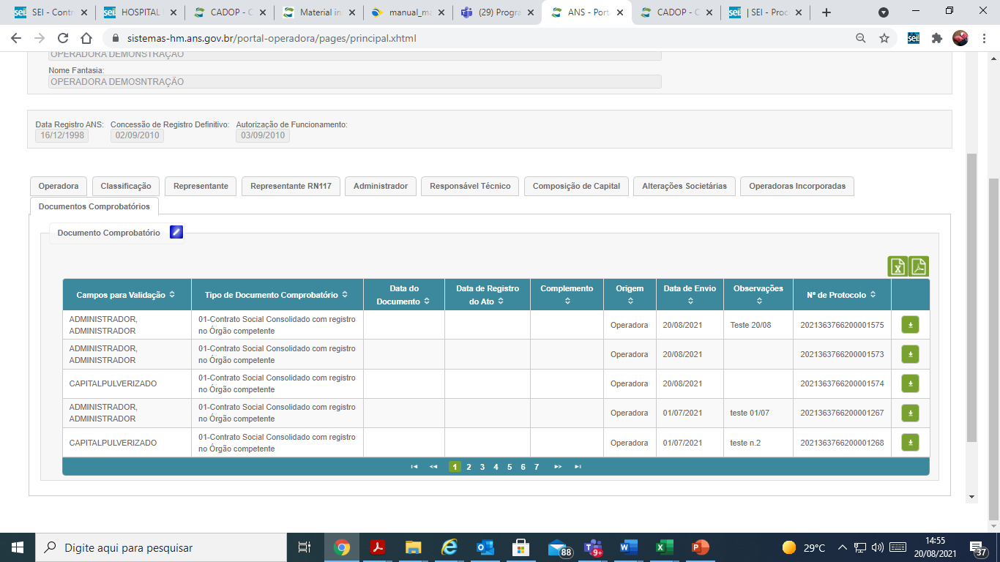 SEI - Contr
HOSPITAL
CADOP - C
Material in
manual_ma
(29) Progra
ANS - Port
CADOP - C
| SEI - Proc
sistemas-hm.ans.gov.br/portal-operadora/pages/principal.xhtml
OPERADORA DEMONSTRAÇÃO
Nome Fantasia:
OPERADORA DEMOSNTRAÇÃO
Data Registro ANS: Concessão de Registro Definitivo: Autorização de Funcionamento:
16/12/1998 02/09/2010 03/09/2010
Operadora Classificação Representante Representante RN117 Administrador Responsável Técnico Composição de Capital Alterações Societárias Operadoras Incorporadas
Documentos Comprobatórios
Documento Comprobatório
Campos para Validação
Tipo de Documento Comprobatório
Data do
Documento
Data de Registro
do Ato
Complemento
Origem
Data de Envio
Observações
Nº de Protocolo
ADMINISTRADOR,
ADMINISTRADOR
01-Contrato Social Consolidado com registro
no Órgão competente
Operadora
20/08/2021
Teste 20/08
2021363766200001575
ADMINISTRADOR,
ADMINISTRADOR
01-Contrato Social Consolidado com registro
no Órgão competente
Operadora
20/08/2021
2021363766200001573
CAPITALPULVERIZADO
01-Contrato Social Consolidado com registro
no Órgão competente
Operadora
20/08/2021
2021363766200001574
ADMINISTRADOR,
ADMINISTRADOR
01-Contrato Social Consolidado com registro
no Órgão competente
Operadora
01/07/2021
teste 01/07
2021363766200001267
CAPITALPULVERIZADO
01-Contrato Social Consolidado com registro
no Órgão competente
Operadora
01/07/2021
teste n.2
2021363766200001268
1 2 3 4 5 6 7
Digite aqui para pesquisar
88
9+
29°C
14:55
20/08/2021
37